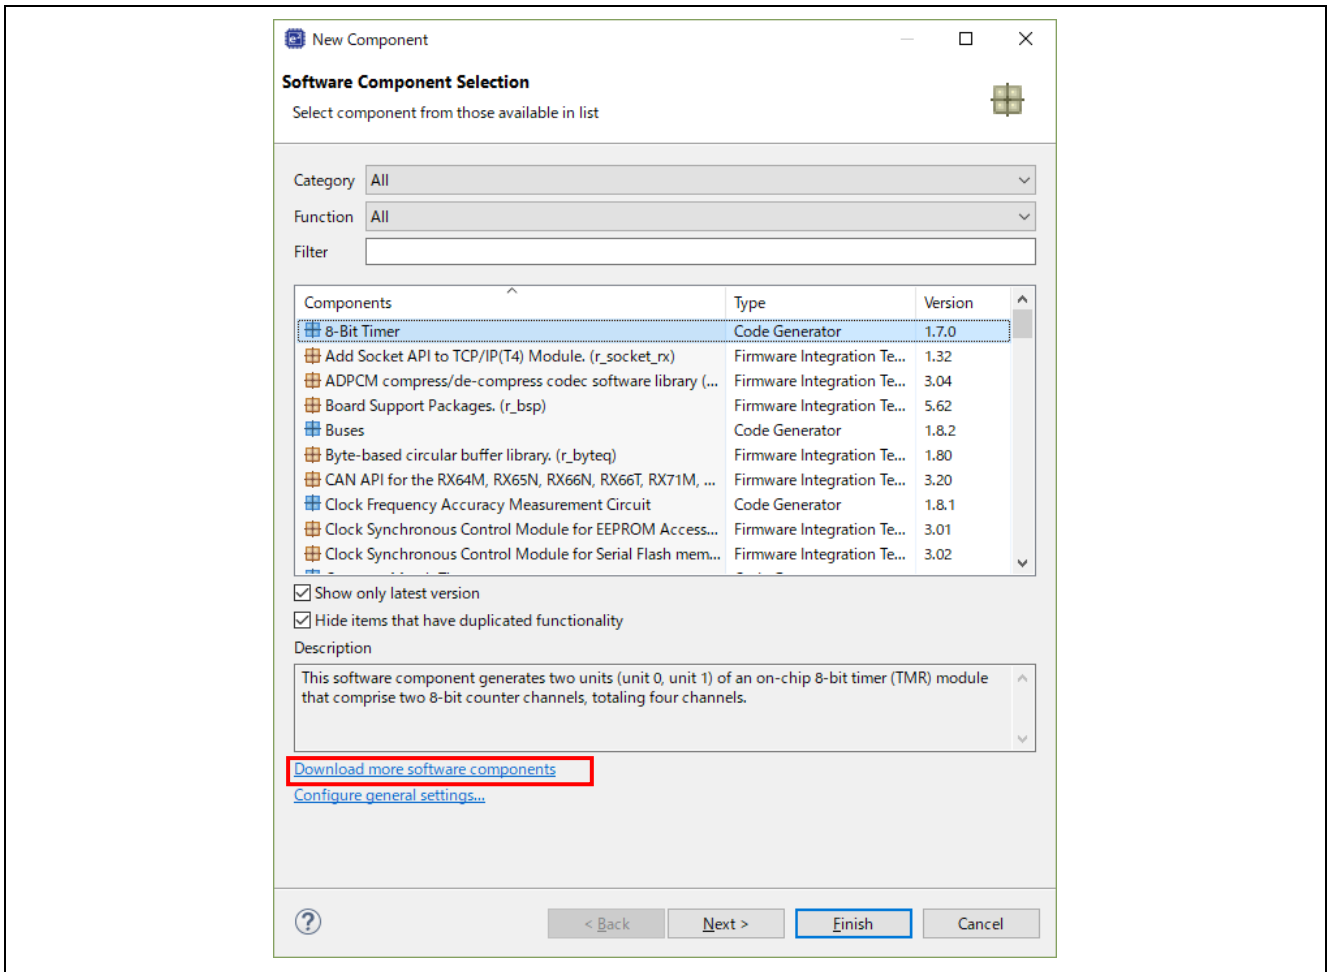 New Component
Software Component Selection
Select component from those available in list
Category All
Function All
Filter
Components Type Version
8-Bit Timer Code Generator 1.7.0
Add Socket API to TCP/IP(T4) Module. (r_socket_rx) Firmware Integration Te... 1.32
ADPCM compress/de-compress codec software library (... Firmware Integration Te... 3.04
Board Support Packages. (r_bsp) Firmware Integration Te... 5.62
Buses Code Generator 1.8.2
Byte-based circular buffer library. (r_byteq) Firmware Integration Te... 1.80
CAN API for the RX64M, RX65N, RX66N, RX66T, RX71M, ... Firmware Integration Te... 3.20
Clock Frequency Accuracy Measurement Circuit Code Generator 1.8.1
Clock Synchronous Control Module for EEPROM Access... Firmware Integration Te... 3.01
Clock Synchronous Control Module for Serial Flash mem... Firmware Integration Te... 3.02
Show only latest version
Hide items that have duplicated functionality
Description
This software component generates two units (unit 0, unit 1) of an on-chip 8-bit timer (TMR) module
that comprise two 8-bit counter channels, totaling four channels.
Download more software components
Configure general settings...
? < Back Next > Finish Cancel